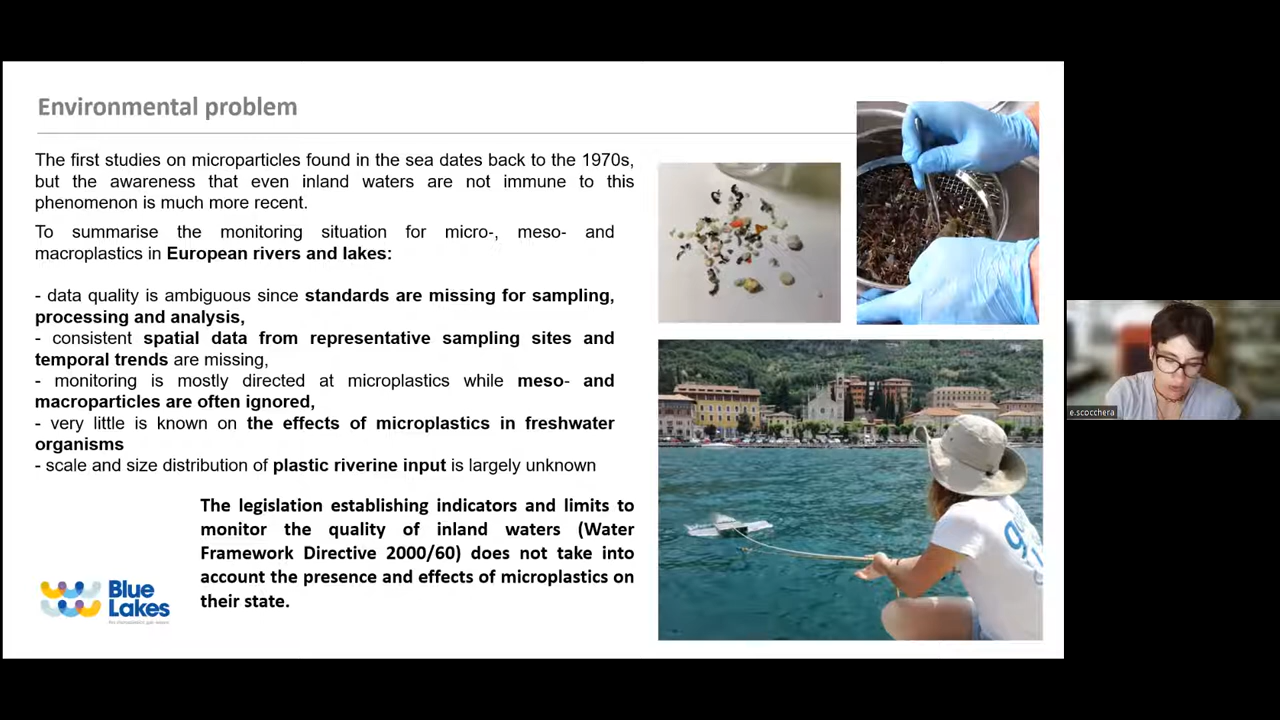 Environmental problem
The first studies on microparticles found in the sea dates back to the 1970s,
but the awareness that even inland waters are not immune to this
phenomenon is much more recent.
To summarise the monitoring situation for micro-, meso- and
macroplastics in European rivers and lakes:
- data quality is ambiguous since standards are missing for sampling,
processing and analysis,
- consistent spatial data from representative sampling sites and
temporal trends are missing,
- monitoring is mostly directed at microplastics while meso- and
macroparticles are often ignored,
- very little is known on the effects of microplastics in freshwater
organisms
- scale and size distribution of plastic riverine input is largely unknown
The legislation establishing indicators and limits to
monitor the quality of inland waters (Water
Framework Directive 2000/60) does not take into
account the presence and effects of microplastics on
their state.
Blue
Lakes
e.scocchera